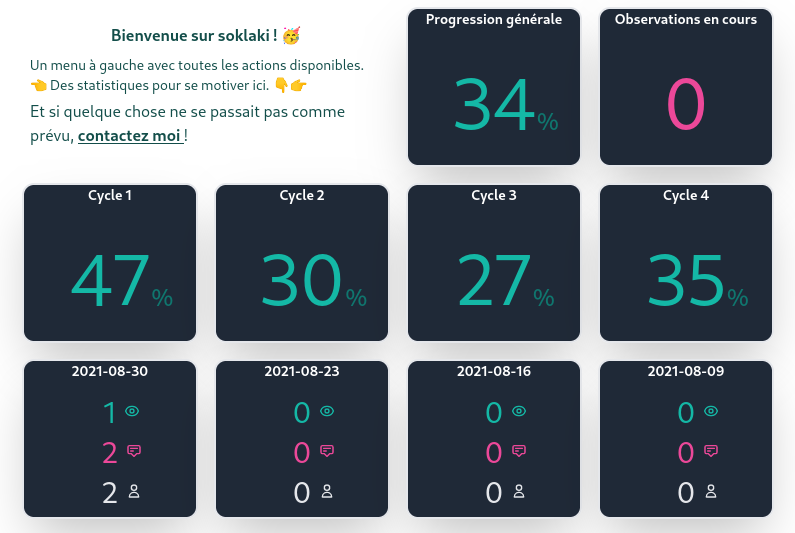 Bienvenue sur soklaki ! 🥳
Un menu à gauche avec toutes les actions disponibles.
👈 Des statistiques pour se motiver ici. 👇👉
Et si quelque chose ne se passait pas comme
prévu, contactez moi !
Progression générale
34%
Observations en cours
0
Cycle 1
47%
Cycle 2
30%
Cycle 3
27%
Cycle 4
35%
2021-08-30
1
2
2
2021-08-23
0
0
0
2021-08-16
0
0
0
2021-08-09
0
0
0